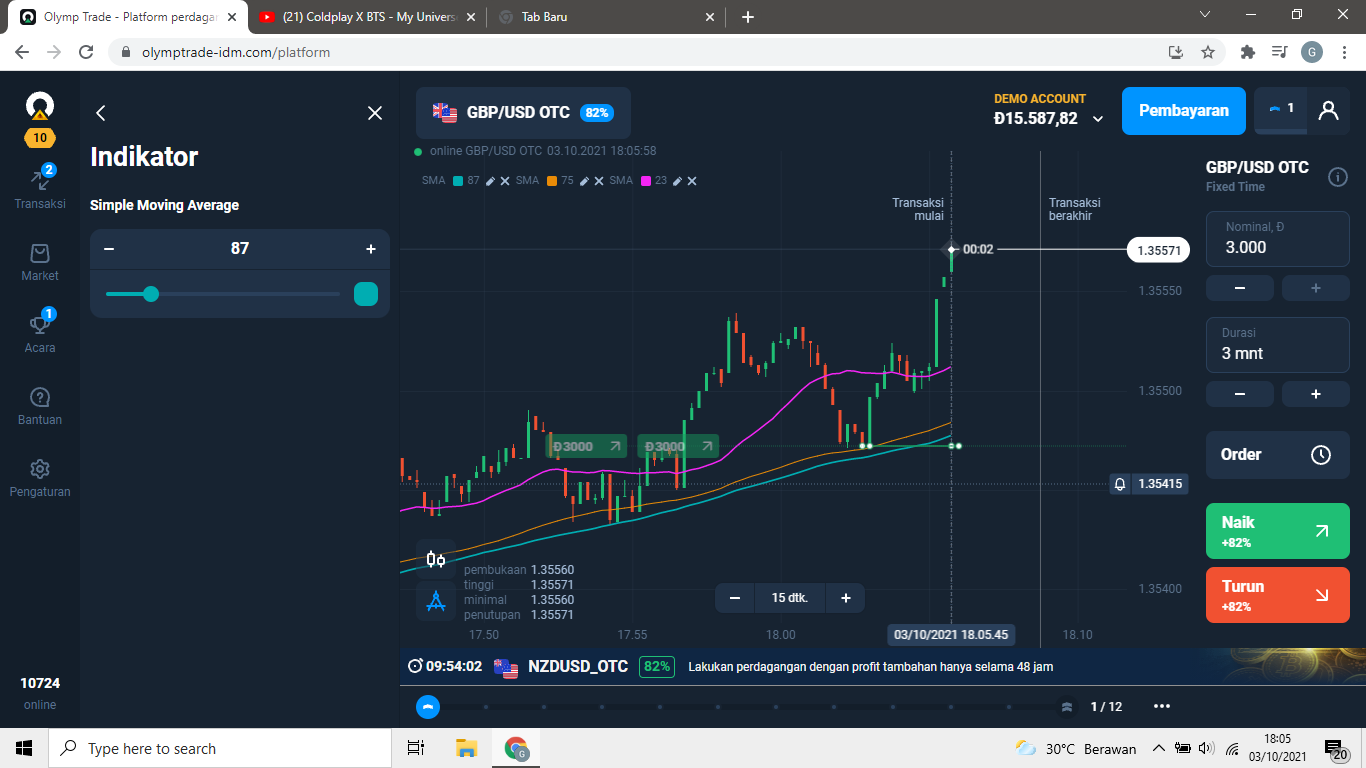 Olymp Trade - Platform perdagan
(21) Coldplay X BTS - My Univers
Tab Baru
olymptrade-idm.com/platform
G
10
2
Transaksi
Market
1
Acara
Bantuan
Pengaturan
10724
online
Indikator
Simple Moving Average
87
GBP/USD OTC 82%
DEMO ACCOUNT
Đ15.587,82
Pembayaran
1
online GBP/USD OTC 03.10.2021 18:05:58
SMA 87 SMA 75 SMA 23
Transaksi mulai
Transaksi berakhir
00:02
1.35571
1.35550
1.35500
Đ3000
Đ3000
1.35415
1.35400
pembukaan 1.35560
tinggi 1.35571
minimal 1.35560
penutupan 1.35571
15 dtk.
17.50
17.55
18.00
03/10/2021 18.05.45
18.10
GBP/USD OTC
Fixed Time
Nominal, Đ
3.000
Durasi
3 mnt
Order
Naik
+82%
Turun
+82%
09:54:02 NZDUSD_OTC 82% Lakukan perdagangan dengan profit tambahan hanya selama 48 jam
1 / 12
Type here to search
G
30°C Berawan
18:05
03/10/2021
20